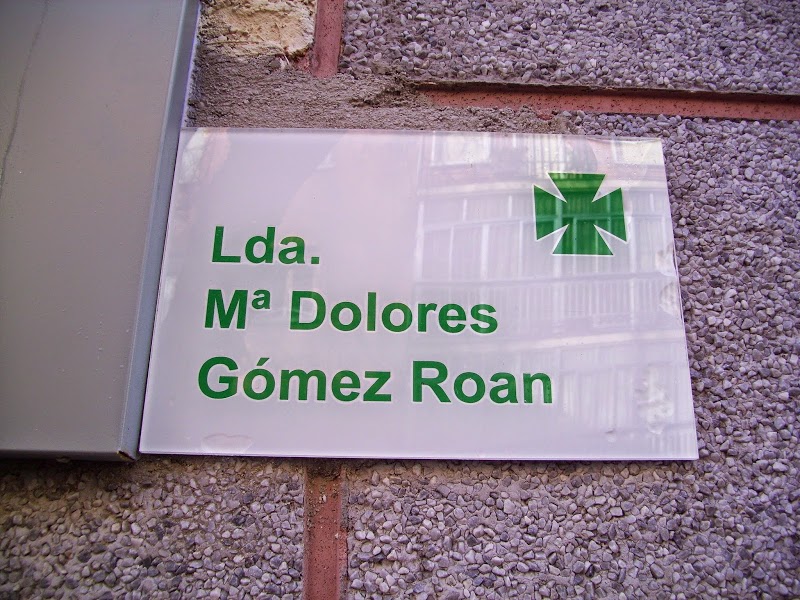 Lda.
Mª Dolores
Gómez Roan